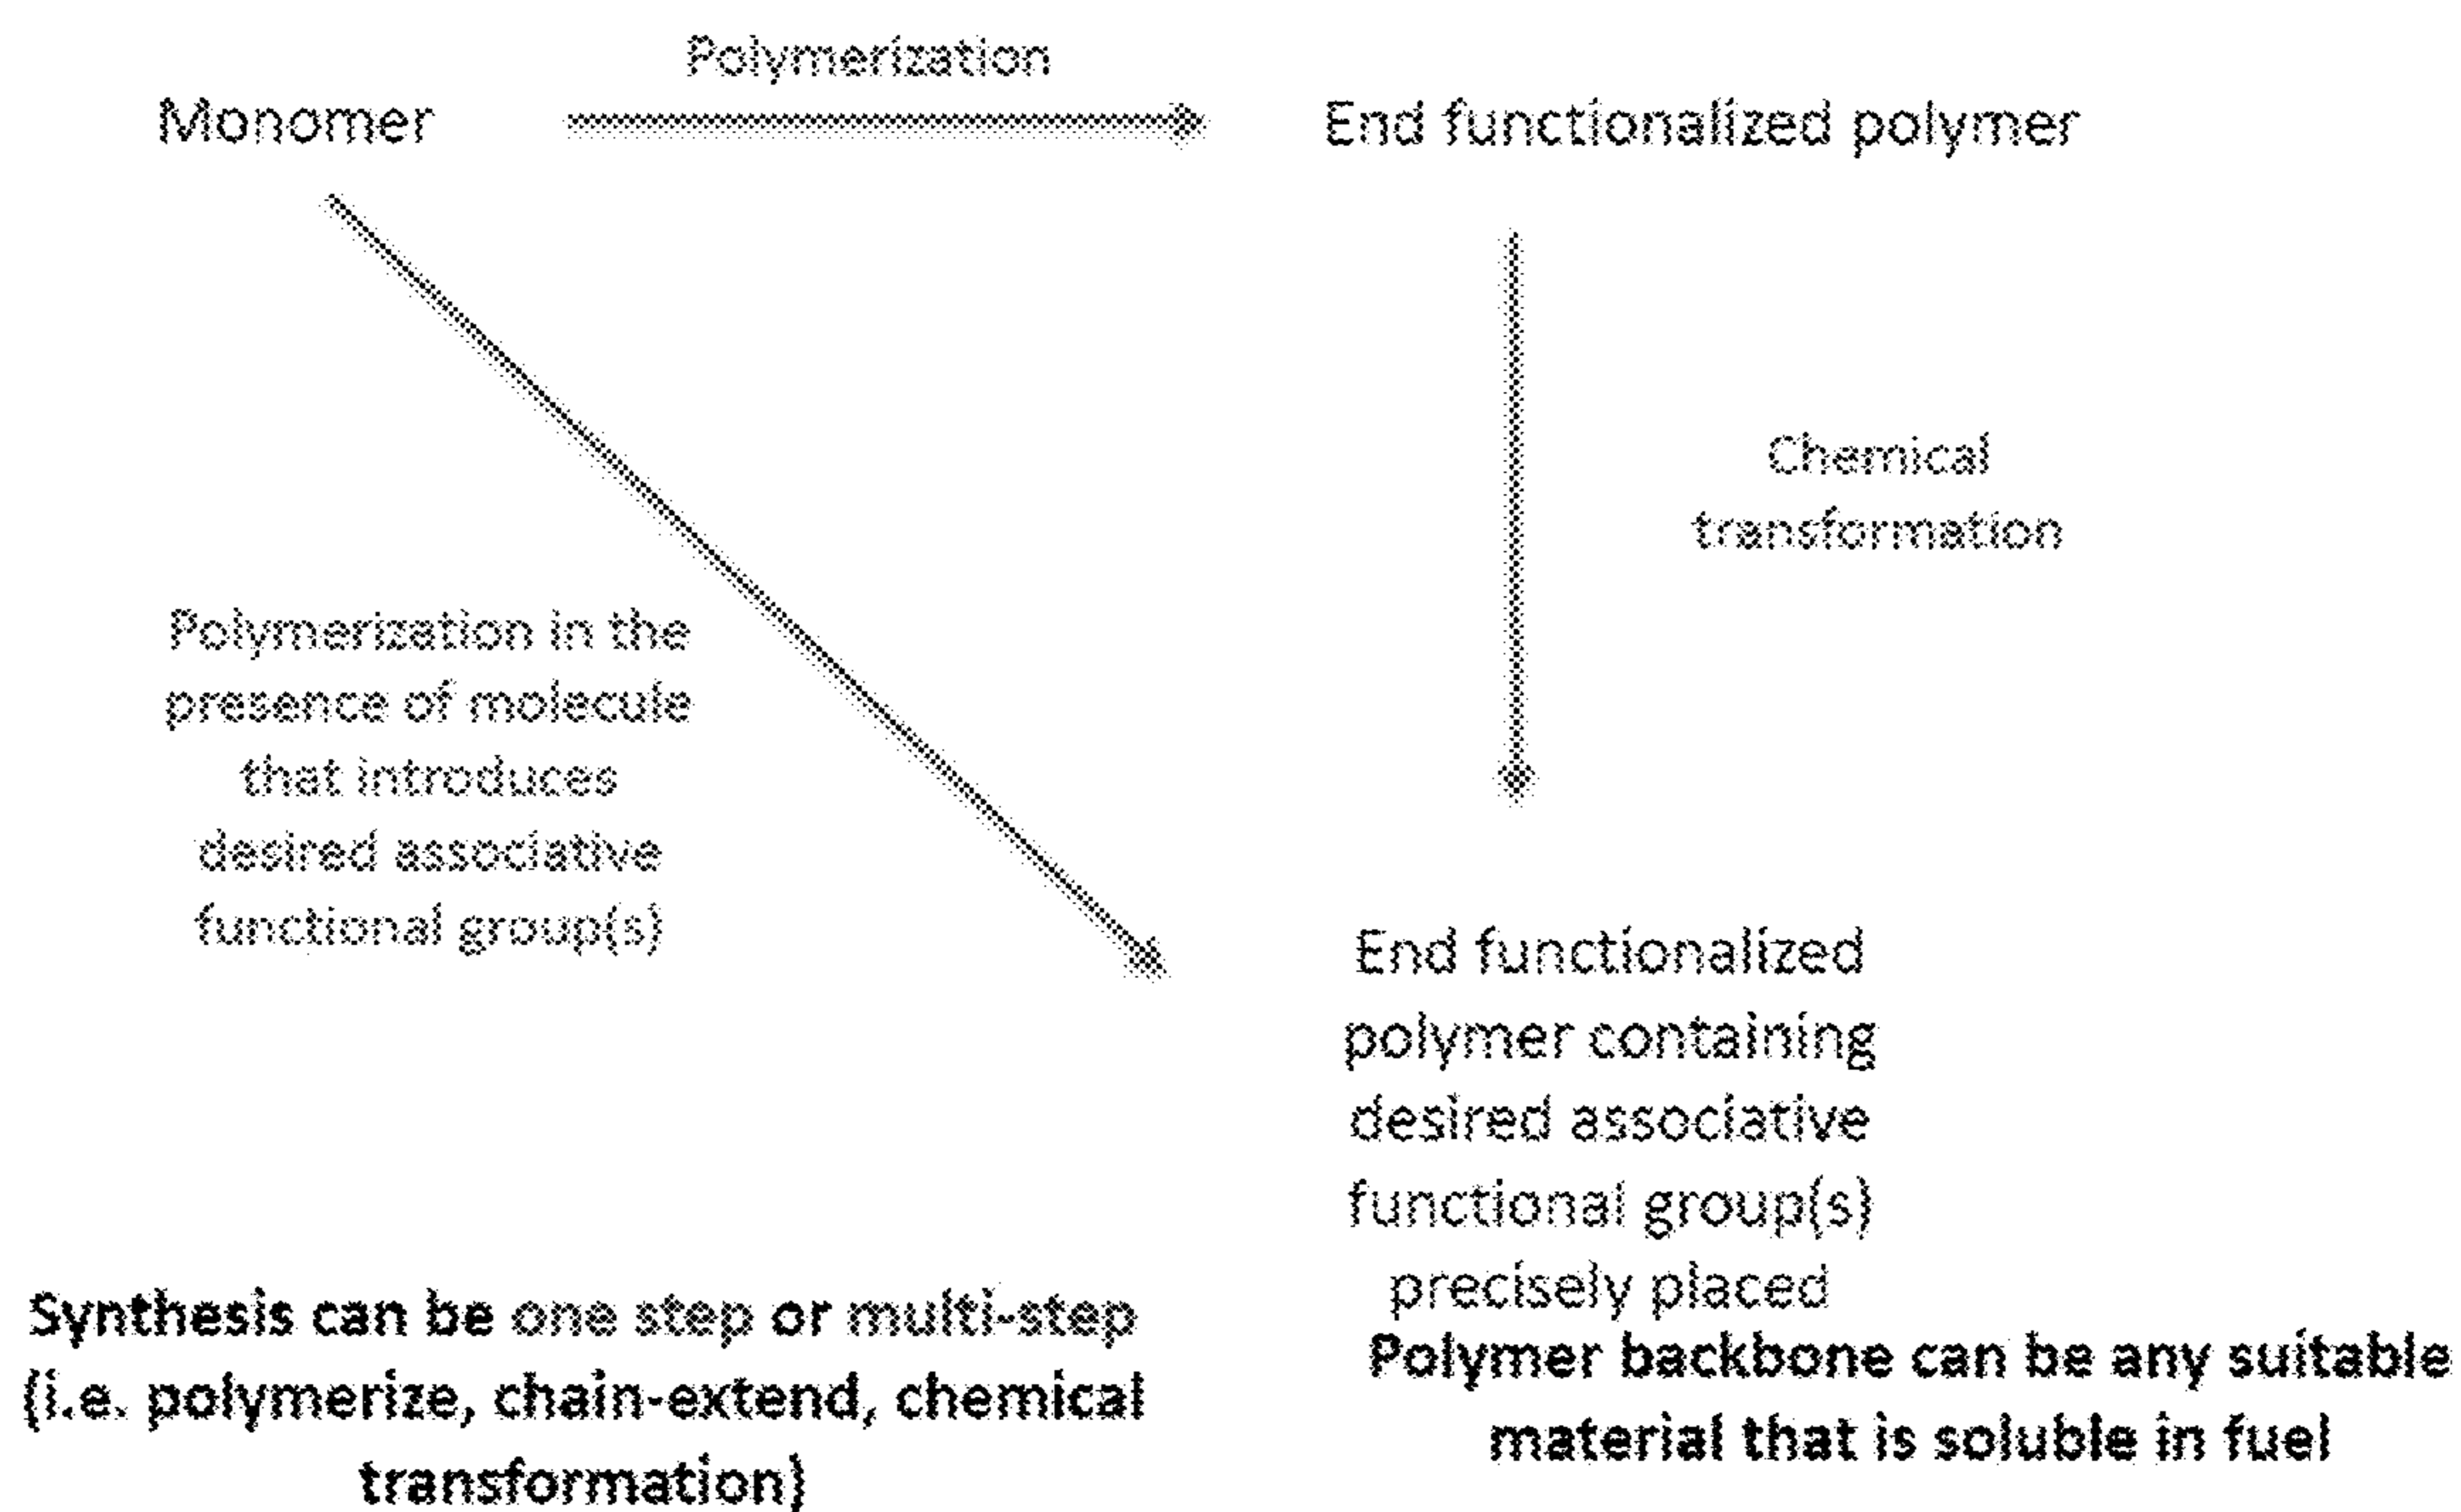 Polymerization
Monomer
End functionalized polymer
Chemical
transformation
Polymerization in the
presence of molecule
that introduces
desired associative
functional group(s)
End functionalized
polymer containing
desired associative
functional group(s)
precisely placed
Synthesis can be one step or multi-step
(i.e. polymerize, chain-extend, chemical
transformation)
Polymer backbone can be any suitable
material that is soluble in fuel